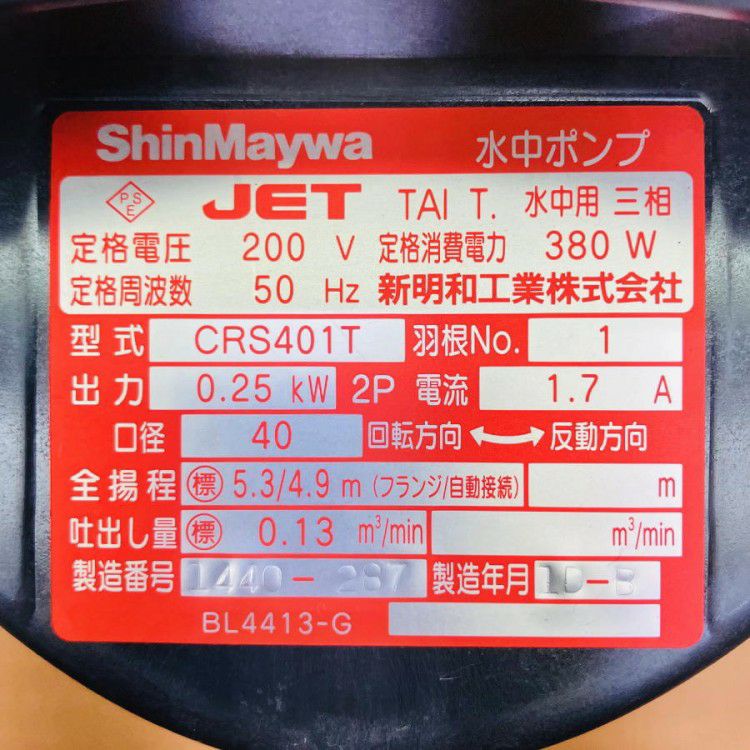 ShinMaywa 水中ポンプ
PSE JET TAI T. 水中用 三相
定格電圧 200 V 定格消費電力 380 W
定格周波数 50 Hz 新明和工業株式会社
型式 CRS401T 羽根No. 1
出力 0.25 kW 2P 電流 1.7 A
口径 40 回転方向 ⟷ 反動方向
全揚程 ㊞標 5.3/4.9 m (フランジ/自動接続) m
吐出し量 標 0.13 m³/min m³/min
製造番号 1440-287 製造年月 1D-B
BL4413-G